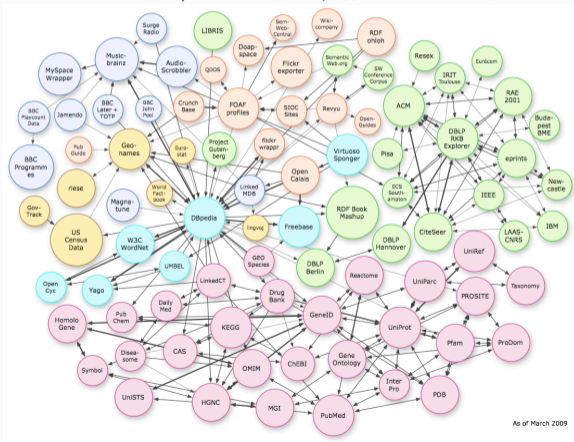 Surge
Radio
LIBRIS
Sem-
Web-
Central
Wiki-
company
RDF
ohloh
Music-
brainz
Doap-
space
Resex
MySpace
Wrapper
Audio-
Scrobbler
QDOS
Flickr
exporter
Semantic
Web.org
SW
Conference
Corpus
IRIT
Toulouse
Eurécom
RAE
2001
BBC
Playcount
Data
Jamendo
BBC
Later +
TOTP
BBC
John
Peel
Crunch
Base
FOAF
profiles
SIOC
Sites
Revyu
Open-
Guides
ACM
DBLP
RKB
Explorer
Buda-
pest
BME
BBC
Programm
es
Pub
Guide
Geo-
names
Euro-
stat
Project
Guten-
berg
flickr
wrappr
Virtuoso
Sponger
Pisa
eprints
riese
World
Fact-
book
Linked
MDB
Open
Calais
ECS
South-
ampton
IEEE
New-
castle
Gov-
Track
Magna-
tune
DBpedia
RDF Book
Mashup
US
Census
Data
W3C
WordNet
lingvoj
Freebase
CiteSeer
LAAS-
CNRS
IBM
DBLP
Hannover
UMBEL
GEO
Species
DBLP
Berlin
UniRef
Open
Cyc
Yago
LinkedCT
Reactome
UniParc
Taxonomy
Daily
Med
Drug
Bank
PROSITE
Homolo
Gene
Pub
Chem
KEGG
GeneID
UniProt
Pfam
ProDom
Disea-
some
CAS
Symbol
OMIM
ChEBI
Gene
Ontology
Inter
Pro
UniSTS
HGNC
MGI
PubMed
PDB
As of March 2009